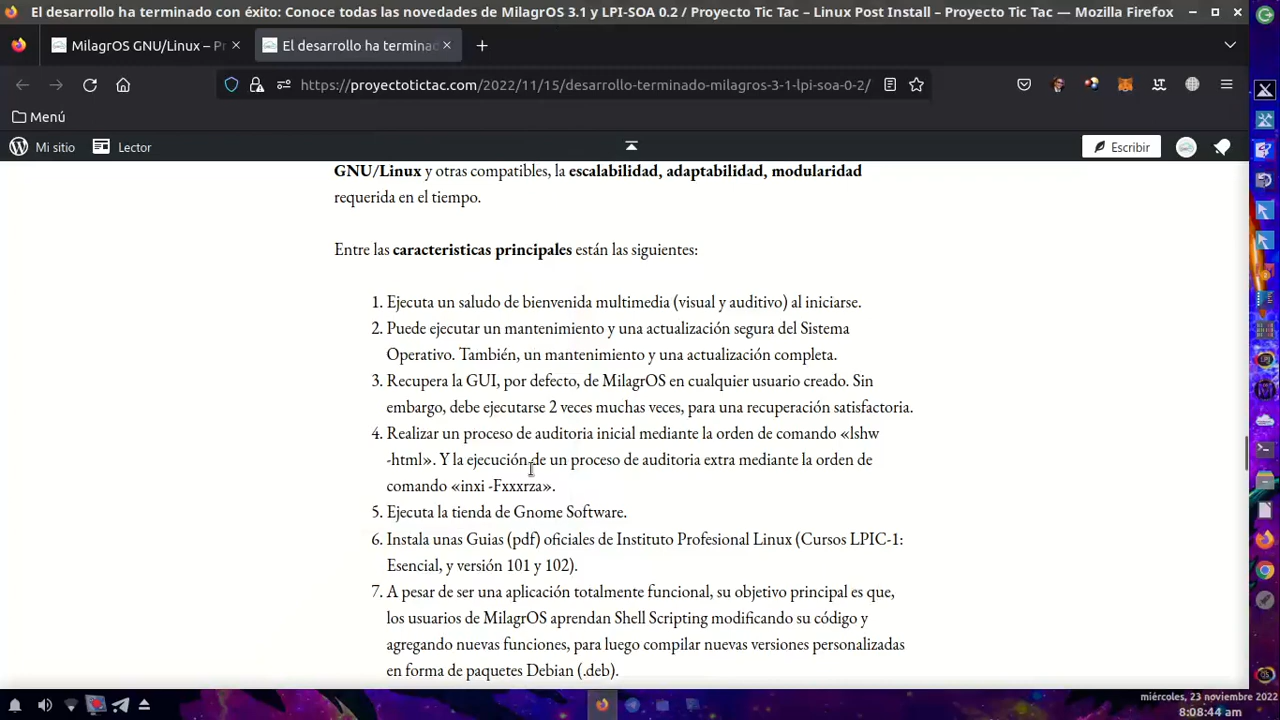 El desarrollo ha terminado con éxito: Conoce todas las novedades de MilagrOS 3.1 y LPI-SOA 0.2 / Proyecto Tic Tac – Linux Post Install – Proyecto Tic Tac — Mozilla Firefox
MilagrOS GNU/Linux – Pr
El desarrollo ha termina
https://proyectotictac.com/2022/11/15/desarrollo-terminado-milagros-3-1-lpi-soa-0-2/
Menú
Mi sitio
Lector
Escribir
GNU/Linux y otras compatibles, la escalabilidad, adaptabilidad, modularidad
requerida en el tiempo.
Entre las caracteristicas principales están las siguientes:
1. Ejecuta un saludo de bienvenida multimedia (visual y auditivo) al iniciarse.
2. Puede ejecutar un mantenimiento y una actualización segura del Sistema
Operativo. También, un mantenimiento y una actualización completa.
3. Recupera la GUI, por defecto, de MilagrOS en cualquier usuario creado. Sin
embargo, debe ejecutarse 2 veces muchas veces, para una recuperación satisfactoria.
4. Realizar un proceso de auditoria inicial mediante la orden de comando «lshw
-html». Y la ejecución de un proceso de auditoria extra mediante la orden de
comando «inxi -Fxxxrza».
5. Ejecuta la tienda de Gnome Software.
6. Instala unas Guias (pdf) oficiales de Instituto Profesional Linux (Cursos LPIC-1:
Esencial, y versión 101 y 102).
7. A pesar de ser una aplicación totalmente funcional, su objetivo principal es que,
los usuarios de MilagrOS aprendan Shell Scripting modificando su código y
agregando nuevas funciones, para luego compilar nuevas versiones personalizadas
en forma de paquetes Debian (.deb).
miércoles, 23 noviembre 2022
8:08:44 am